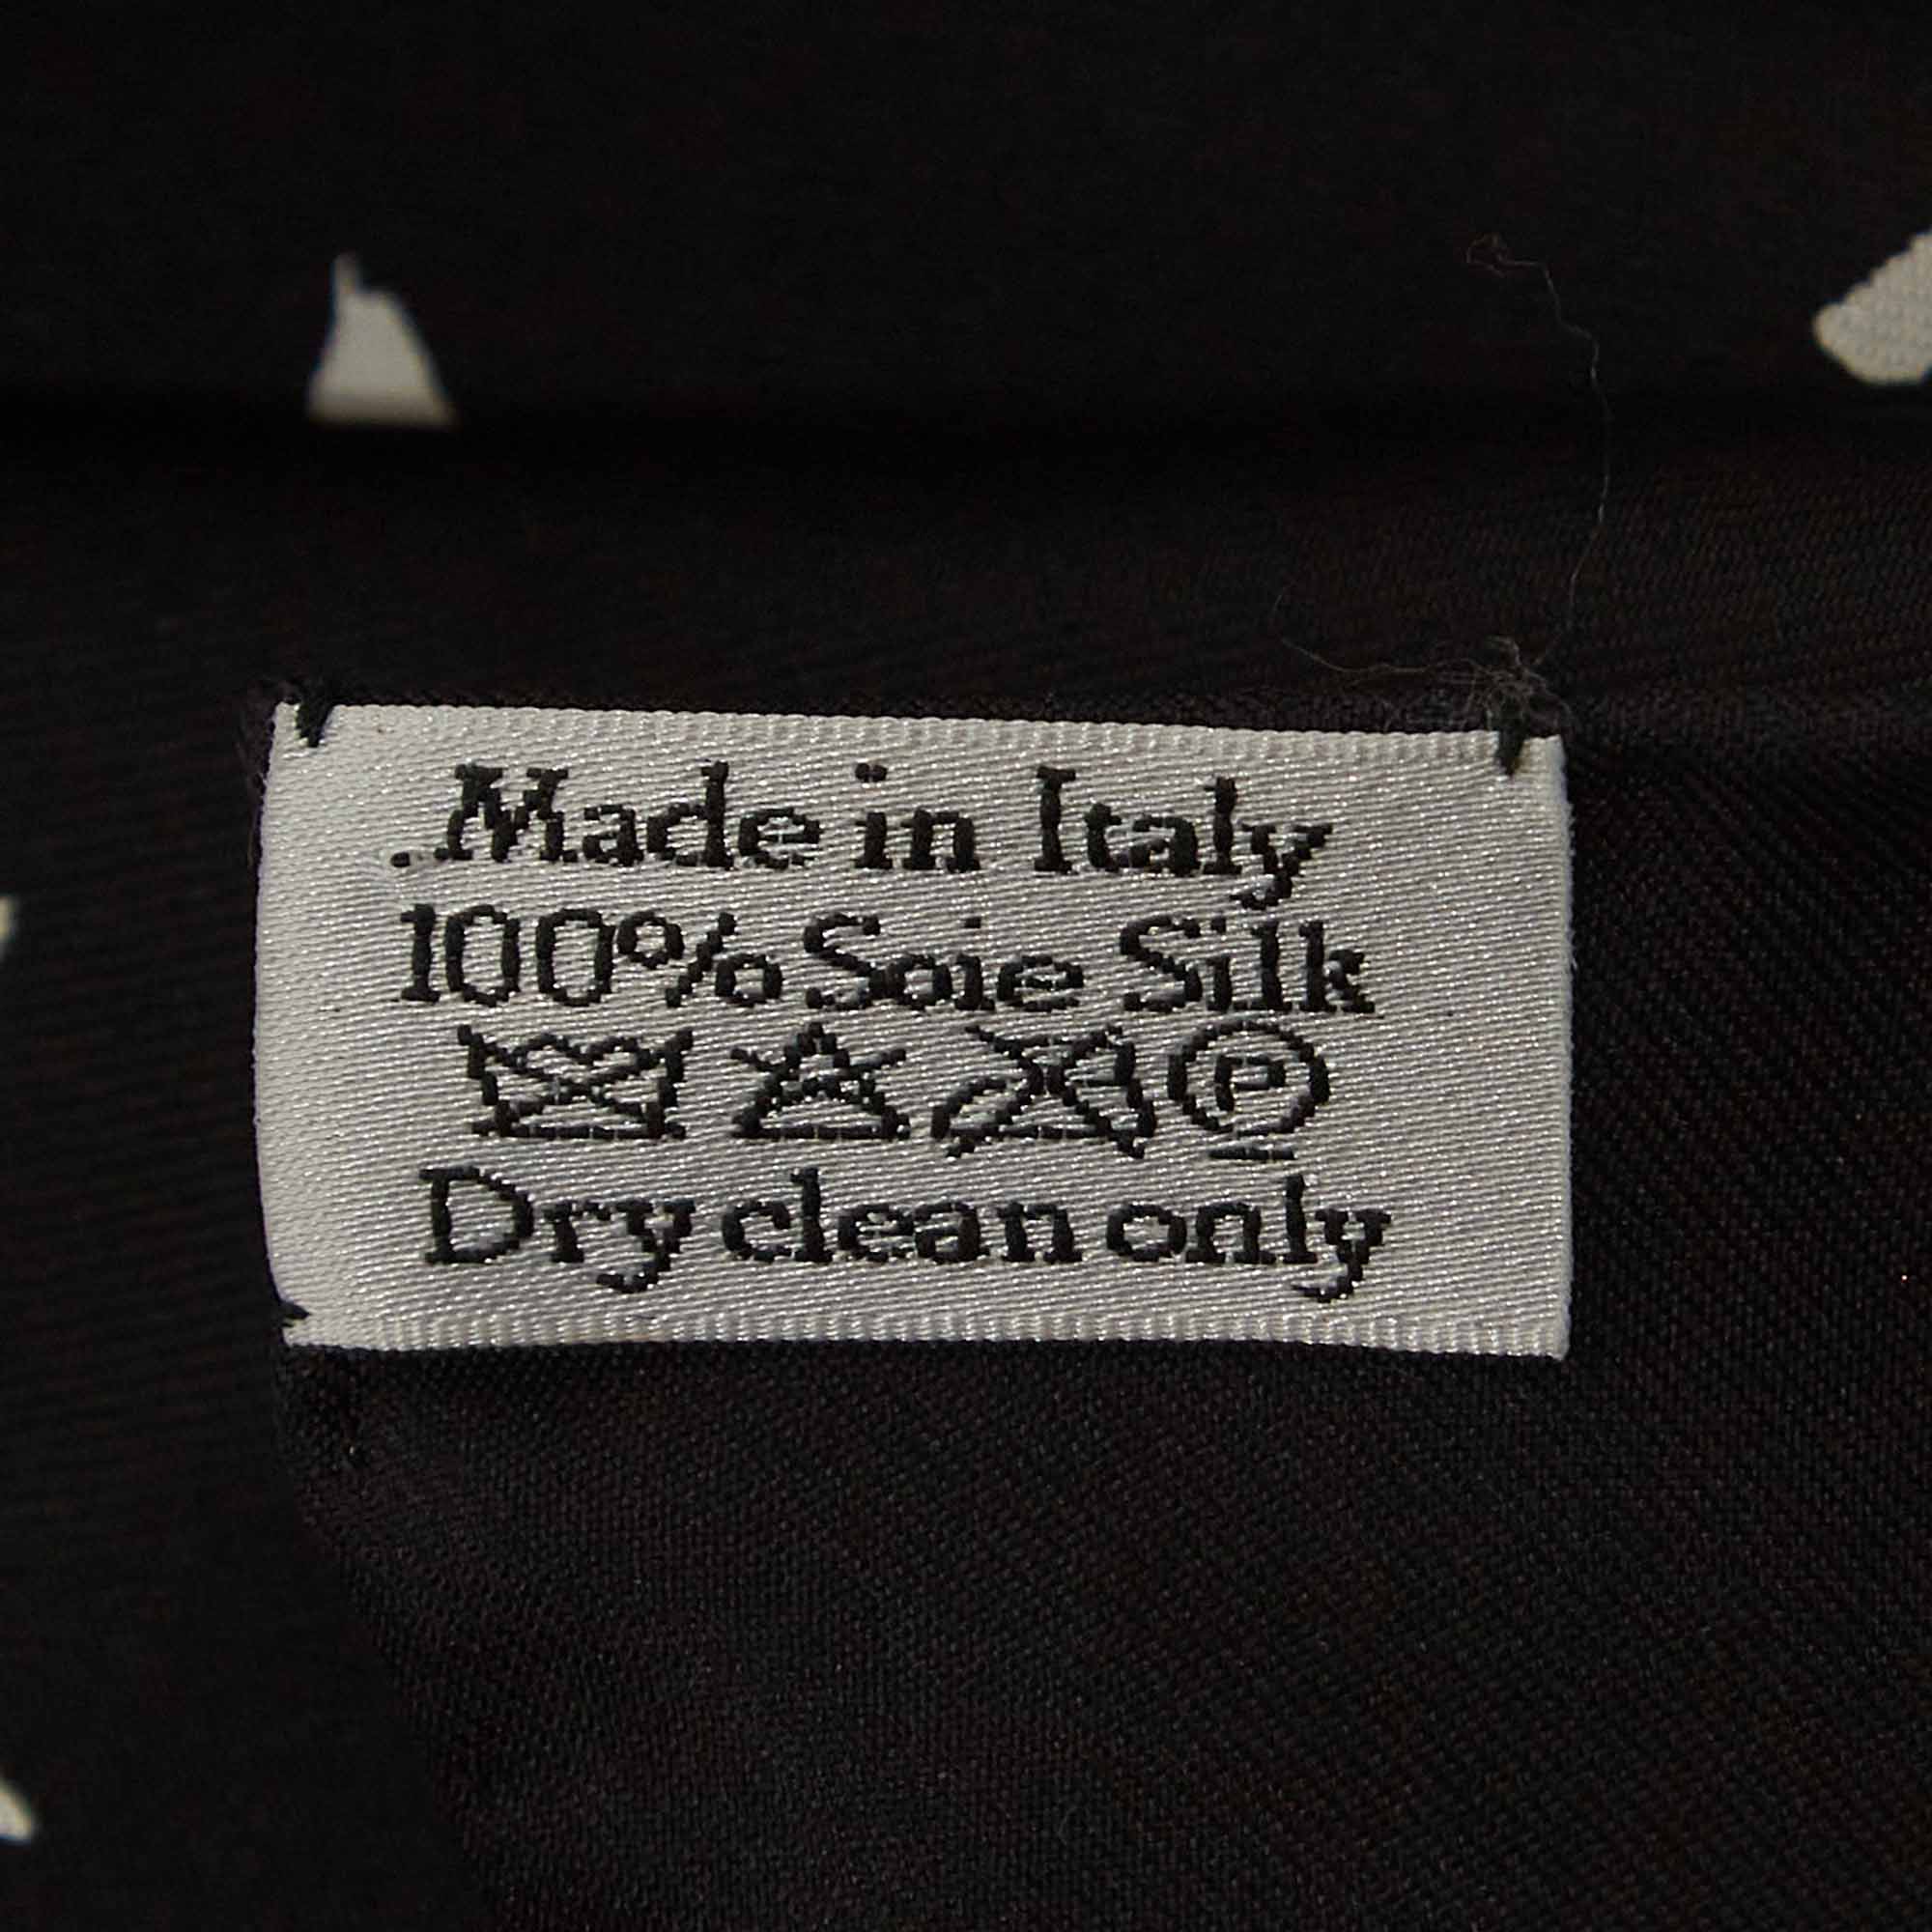 Made in Italy
100% Soie Silk
P
Dry clean only